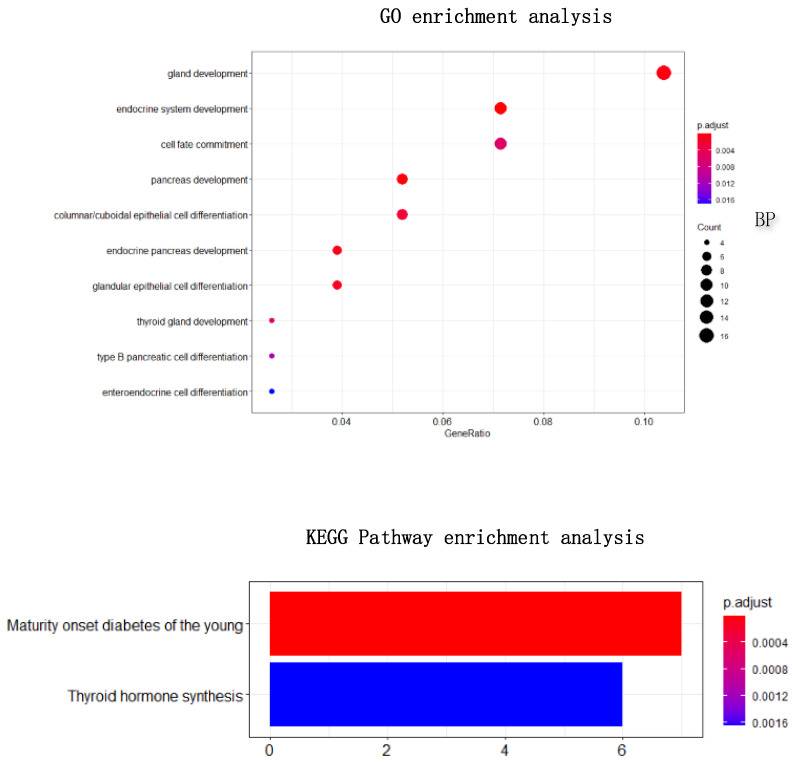 GO enrichment analysis
gland development
endocrine system development
cell fate commitment
pancreas development
columnar/cuboidal epithelial cell differentiation
endocrine pancreas development
glandular epithelial cell differentiation
thyroid gland development
type B pancreatic cell differentiation
enteroendocrine cell differentiation
0.04 0.06 0.08 0.10
GeneRatio
p.adjust
0.004
0.008
0.012
0.016
Count
4
6
8
10
12
14
16
BP
KEGG Pathway enrichment analysis
Maturity onset diabetes of the young
Thyroid hormone synthesis
0 2 4 6
p.adjust
0.0004
0.0008
0.0012
0.0016